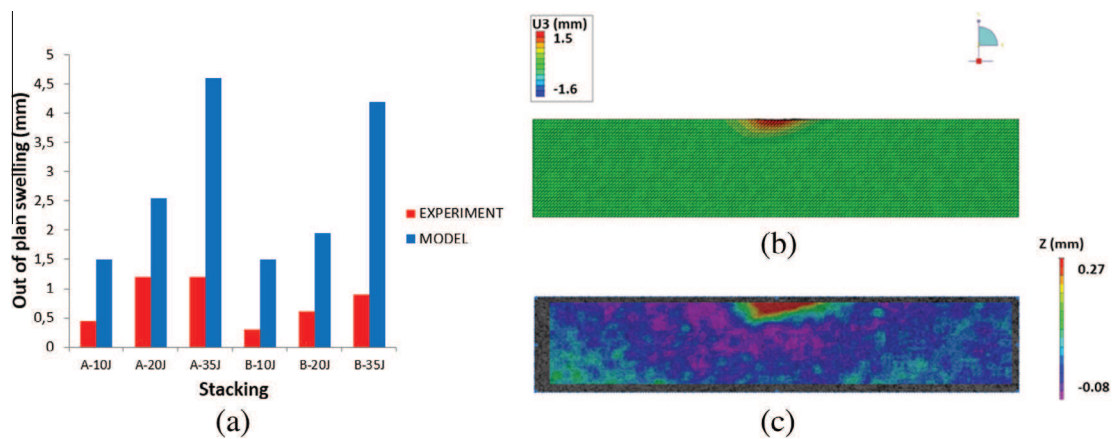 5
4,5
4
3,5
3
2,5
2
1,5
1
0,5
0
Out of plan swelling (mm)
A-10J A-20J A-35J B-10J B-20J B-35J
Stacking
EXPERIMENT
MODEL
(a)
U3 (mm)
1.5
-1.6
(b)
Z (mm)
0.27
-0.08
(c)